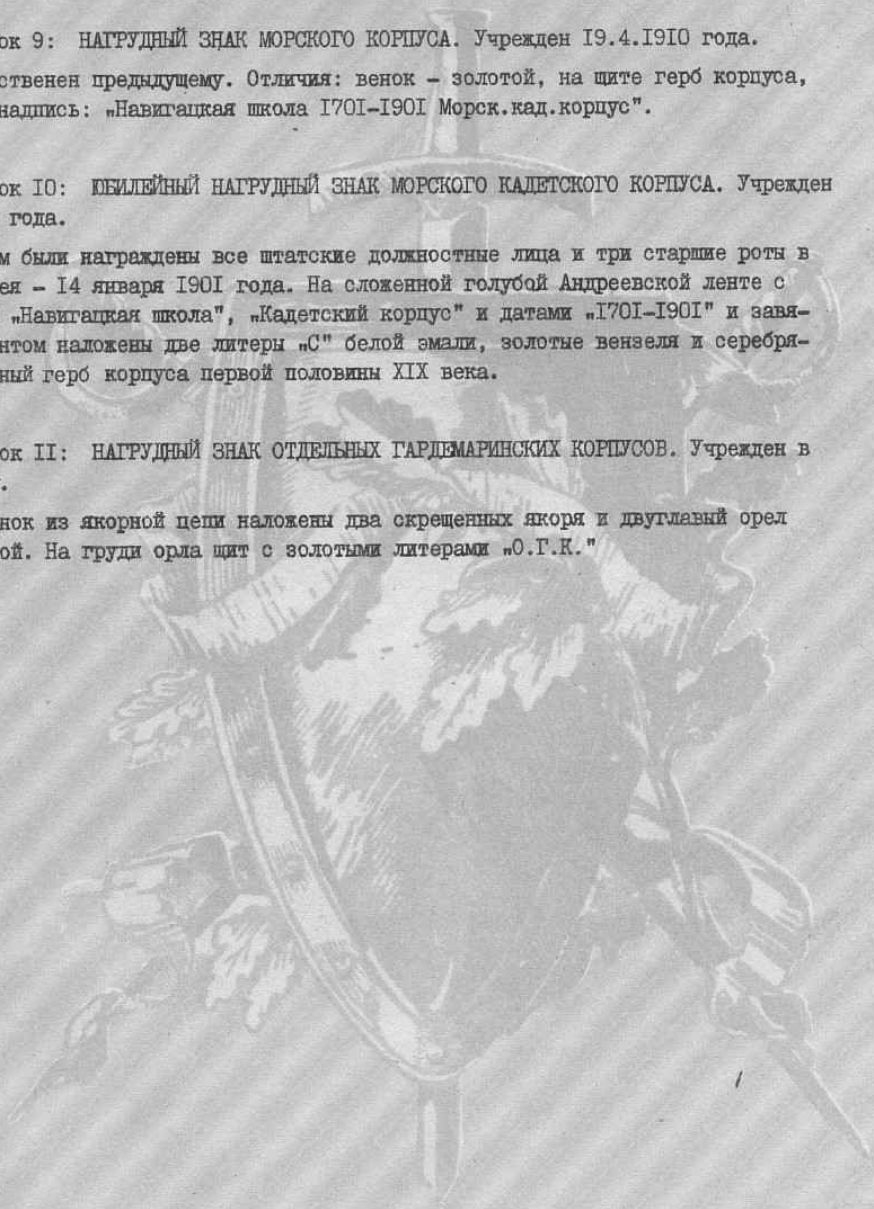 ок 9: НАГРУДНЫЙ ЗНАК МОРСКОГО КОРПУСА. Учрежден I9.4.I9I0 года.
ственен предыдущему. Отличия: венок – золотой, на щите герб корпуса,
надпись: „Навигацкая школа I70I–I90I Морск.кад.корпус".
ок I0: ЮБИЛЕЙНЫЙ НАГРУДНЫЙ ЗНАК МОРСКОГО КАДЕТСКОГО КОРПУСА. Учрежден
года.
м были награждены все штатские должностные лица и три старшие роты в
ея – I4 января I90I года. На сложенной голубой Андреевской ленте с
„Навигацкая школа", „Кадетский корпус" и датами „I70I–I90I" и завя–
нтом наложены две литеры „С" белой эмали, золотые вензеля и серебря–
ный герб корпуса первой половины XIX века.
ок II: НАГРУДНЫЙ ЗНАК ОТДЕЛЬНЫХ ГАРДЕМАРИНСКИХ КОРПУСОВ. Учрежден в
.
нок из якорной цепи наложены два скрещенных якоря и двуглавый орел
ой. На груди орла щит с золотыми литерами „О.Г.К."